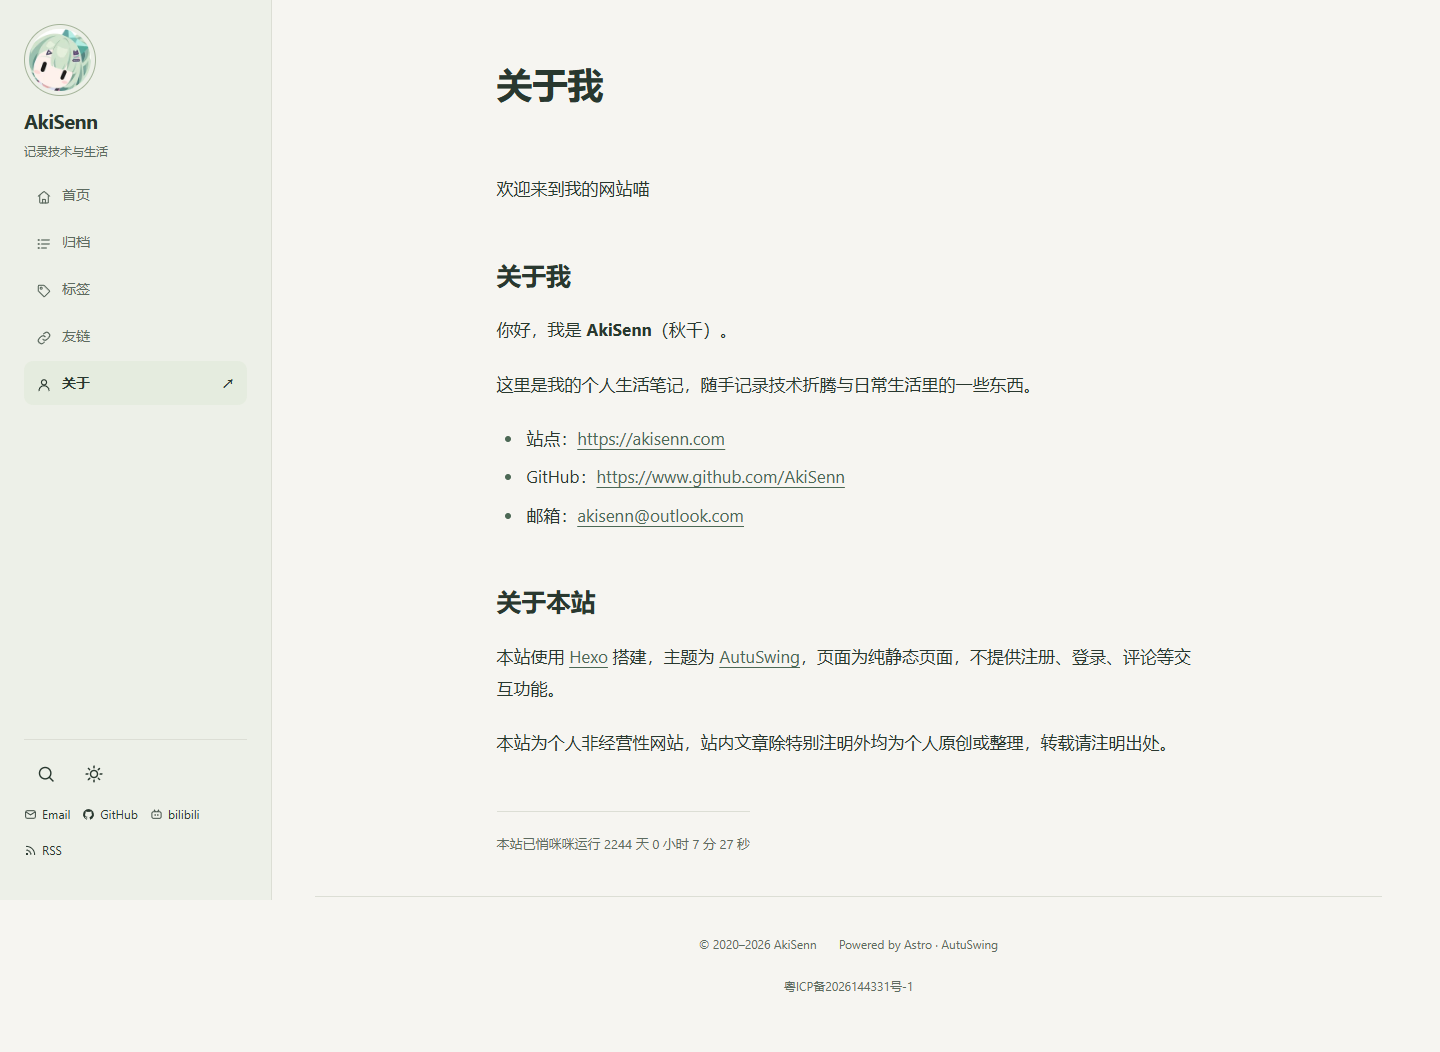 AkiSenn
记录技术与生活
首页
归档
标签
友链
关于 ↗
Email GitHub bilibili
RSS
关于我
欢迎来到我的网站喵
关于我
你好，我是 AkiSenn（秋千）。
这里是我的个人生活笔记，随手记录技术折腾与日常生活里的一些东西。
站点：https://akisenn.com
GitHub：https://www.github.com/AkiSenn
邮箱：akisenn@outlook.com
关于本站
本站使用 Hexo 搭建，主题为 AutuSwing，页面为纯静态页面，不提供注册、登录、评论等交
互功能。
本站为个人非经营性网站，站内文章除特别注明外均为个人原创或整理，转载请注明出处。
本站已悄咪咪运行 2244 天 0 小时 7 分 27 秒
© 2020–2026 AkiSenn Powered by Astro · AutuSwing
粤ICP备2026144331号-1